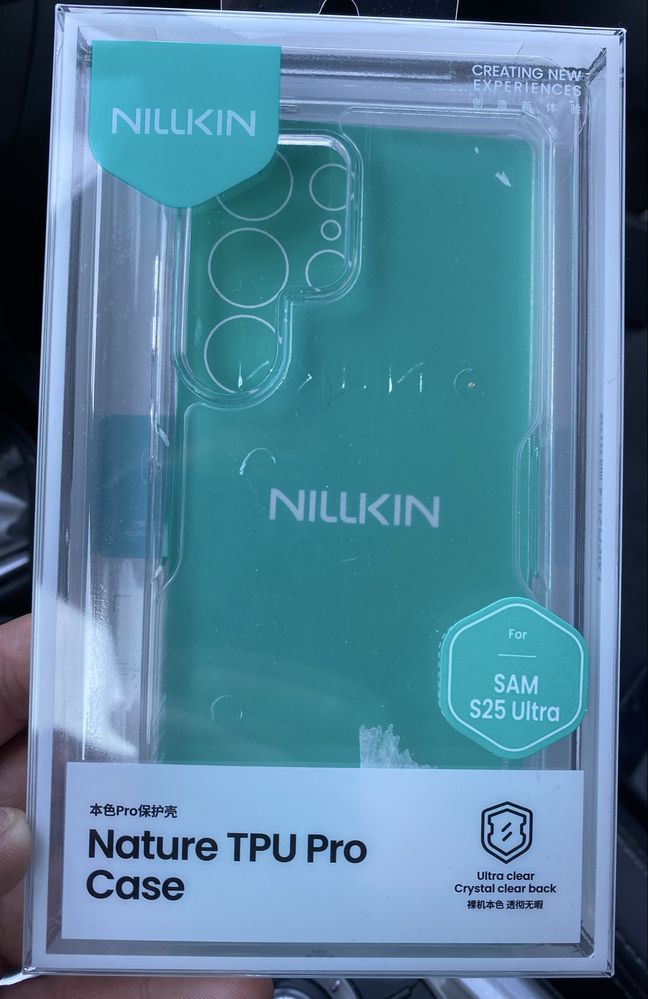 NILLKIN
CREATING NEW
EXPERIENCES
创造新体验
NILLKIN
For
SAM
S25 Ultra
本色Pro保护壳
Nature TPU Pro
Case
Ultra clear
Crystal clear back
裸机本色 透彻无暇